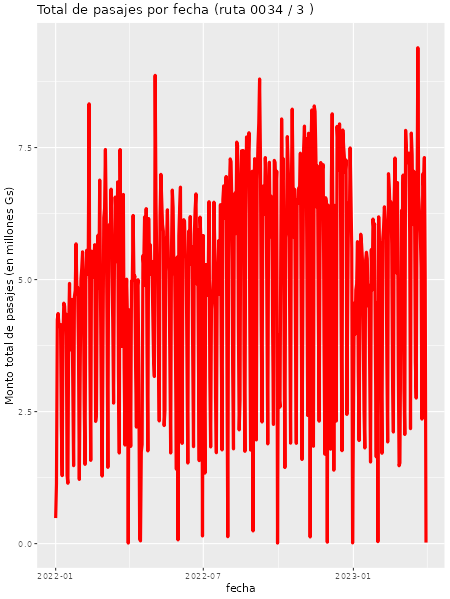 Total de pasajes por fecha (ruta 0034 / 3 )
Monto total de pasajes (en millones Gs)
7.5
5.0
2.5
0.0
2022-01
2022-07
2023-01
fecha